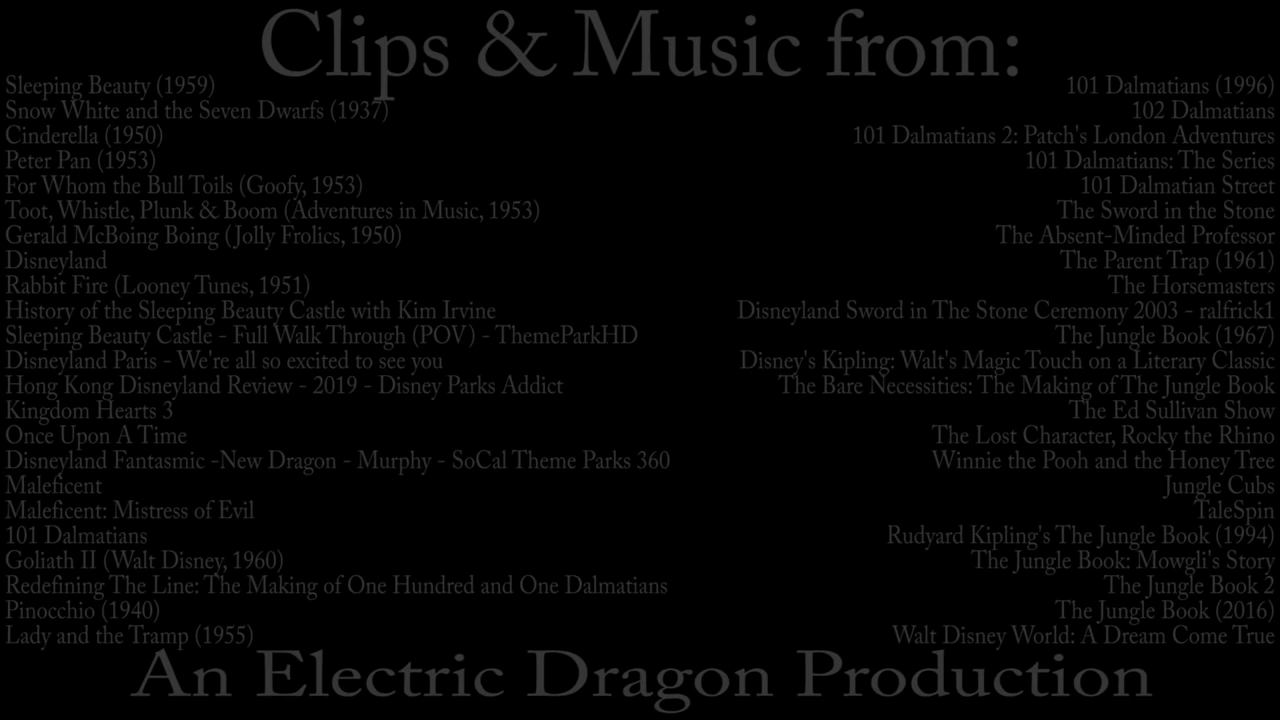 Clips & Music from:
Sleeping Beauty (1959)
Snow White and the Seven Dwarfs (1937)
Cinderella (1950)
Peter Pan (1953)
For Whom the Bull Toils (Goofy, 1953)
Toot, Whistle, Plunk & Boom (Adventures in Music, 1953)
Gerald McBoing Boing (Jolly Frolics, 1950)
Disneyland
Rabbit Fire (Looney Tunes, 1951)
History of the Sleeping Beauty Castle with Kim Irvine
Sleeping Beauty Castle - Full Walk Through (POV) - ThemeParkHD
Disneyland Paris - We're all so excited to see you
Hong Kong Disneyland Review - 2019 - Disney Parks Addict
Kingdom Hearts 3
Once Upon A Time
Disneyland Fantasmic -New Dragon - Murphy - SoCal Theme Parks 360
Maleficent
Maleficent: Mistress of Evil
101 Dalmatians
Goliath II (Walt Disney, 1960)
Redefining The Line: The Making of One Hundred and One Dalmatians
Pinocchio (1940)
Lady and the Tramp (1955)
101 Dalmatians (1996)
102 Dalmatians
101 Dalmatians 2: Patch's London Adventures
101 Dalmatians: The Series
101 Dalmatian Street
The Sword in the Stone
The Absent-Minded Professor
The Parent Trap (1961)
The Horsemasters
Disneyland Sword in The Stone Ceremony 2003 - ralfrick1
The Jungle Book (1967)
Disney's Kipling: Walt's Magic Touch on a Literary Classic
The Bare Necessities: The Making of The Jungle Book
The Ed Sullivan Show
The Lost Character, Rocky the Rhino
Winnie the Pooh and the Honey Tree
Jungle Cubs
TaleSpin
Rudyard Kipling's The Jungle Book (1994)
The Jungle Book: Mowgli's Story
The Jungle Book 2
The Jungle Book (2016)
Walt Disney World: A Dream Come True
An Electric Dragon Production